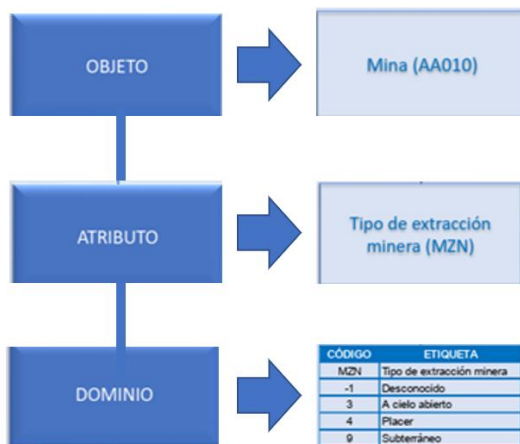 OBJETO
Mina (AA010)
ATRIBUTO
Tipo de extracción
minera (MZN)
DOMINIO
CÓDIGO ETIQUETA
MZN Tipo de extracción minera
-1 Desconocido
3 A cielo abierto
4 Placer
9 Subterráneo